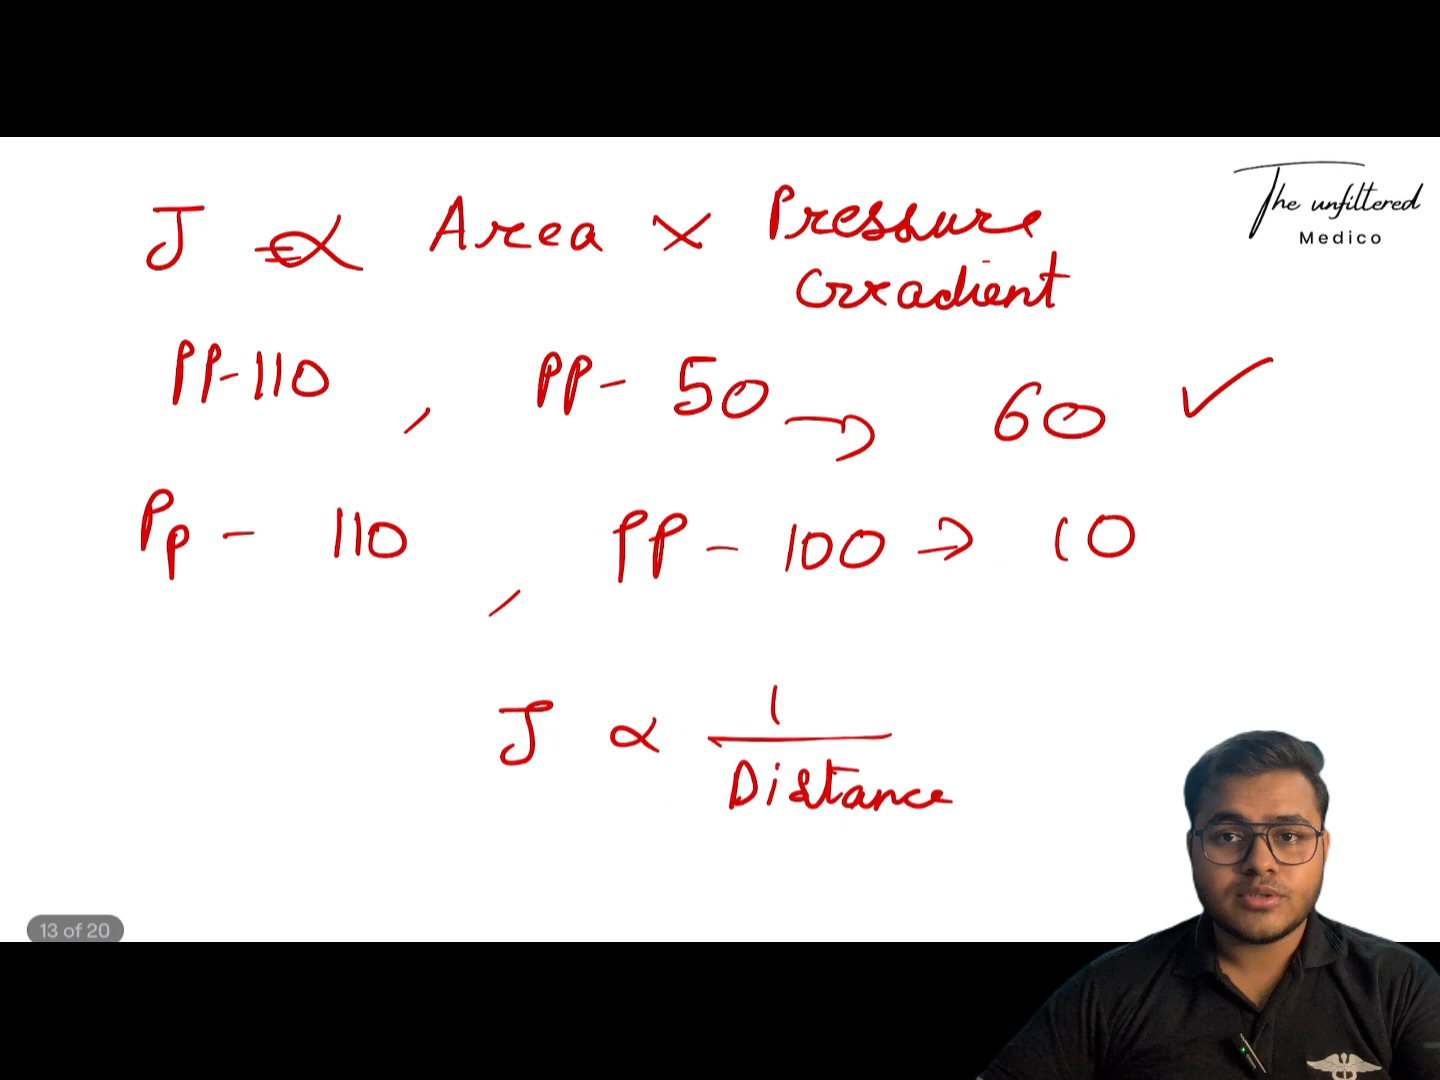 The unfiltered
Medico
J ∝ Area × Pressure
Gradient
PP-110 , PP- 50 → 60 ✓
Pp - 110 , PP - 100 → 10
J ∝ 1
Distance
13 of 20